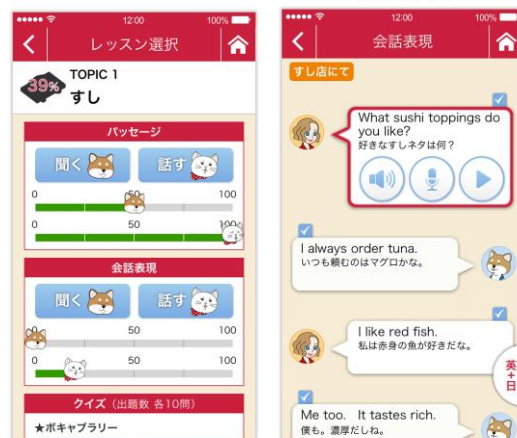 12:00
100%
レッスン選択
39%
TOPIC 1
すし
パッセージ
聞く
話す
0 50 100
0 50 100
会話表現
聞く
話す
0 50 100
0 50 100
クイズ(出題数 各10問)
★ボキャブラリー
12:00
100%
会話表現
すし店にて
What sushi toppings do
you like?
好きなすしネタは何?
I always order tuna.
いつも頼むのはマグロかな。
I like red fish.
私は赤身の魚が好きだな。
英+日
Me too. It tastes rich.
僕も。濃厚だしね。